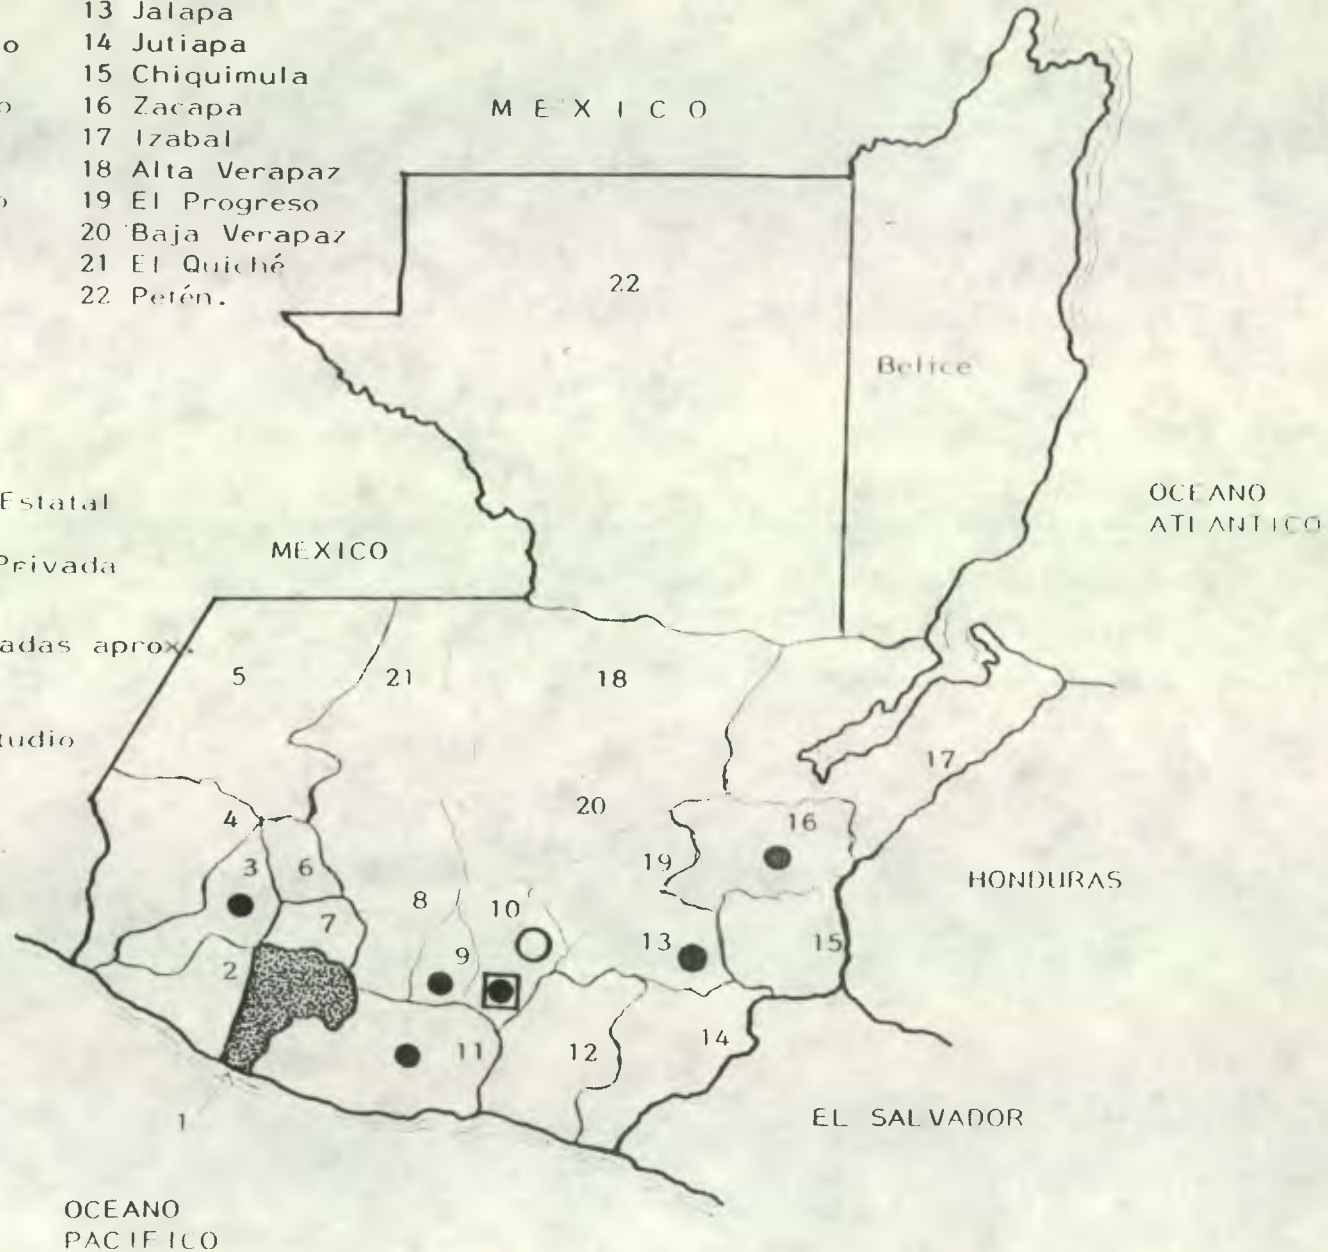 13 Jalapa
o 14 Jutiapa
15 Chiquimula
o 16 Zacapa
17 Izabal
18 Alta Verapaz
o 19 El Progreso
20 Baja Verapaz
21 El Quiché
22 Petén.
MEXICO
22
Belice
Estatal
OCEANO
ATLANTICO
MEXICO
Privada
adas aprox.
5
21
18
tudio
17
20
4
16
3
6
19
HONDURAS
8
10
7
13
15
9
2
11
12
14
1
EL SALVADOR
OCEANO
PACIFICO